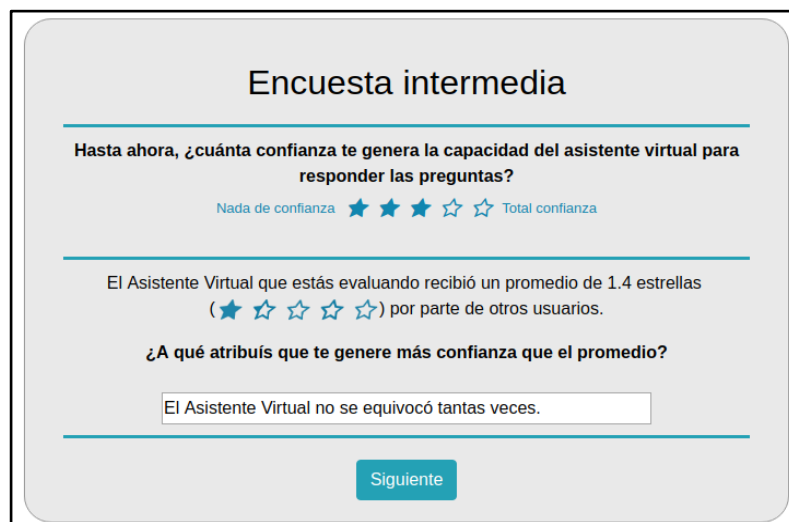 Encuesta intermedia
Hasta ahora, ¿cuánta confianza te genera la capacidad del asistente virtual para
responder las preguntas?
Nada de confianza Total confianza
El Asistente Virtual que estás evaluando recibió un promedio de 1.4 estrellas
( ) por parte de otros usuarios.
¿A qué atribuís que te genere más confianza que el promedio?
El Asistente Virtual no se equivocó tantas veces.
Siguiente